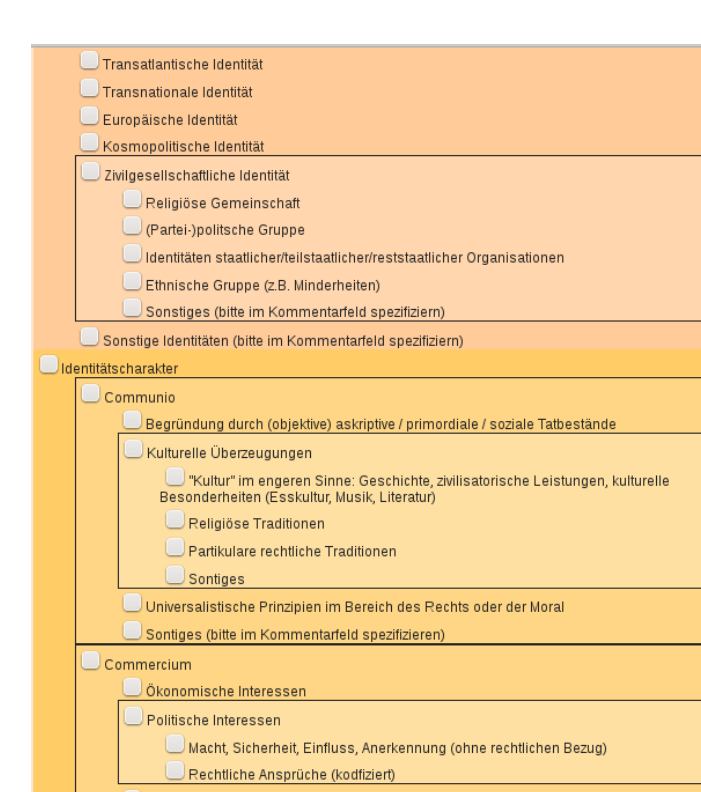 Transatlantische Identität
Transnationale Identität
Europäische Identität
Kosmopolitische Identität
Zivilgesellschaftliche Identität
Religiöse Gemeinschaft
(Partei-)politsche Gruppe
Identitäten staatlicher/teilstaatlicher/reststaatlicher Organisationen
Ethnische Gruppe (z.B. Minderheiten)
Sonstiges (bitte im Kommentarfeld spezifiziern)
Sonstige Identitäten (bitte im Kommentarfeld spezifiziern)
Identitätscharakter
Communio
Begründung durch (objektive) askriptive / primordiale / soziale Tatbestände
Kulturelle Überzeugungen
"Kultur" im engeren Sinne: Geschichte, zivilisatorische Leistungen, kulturelle
Besonderheiten (Esskultur, Musik, Literatur)
Religiöse Traditionen
Partikulare rechtliche Traditionen
Sontiges
Universalistische Prinzipien im Bereich des Rechts oder der Moral
Sontiges (bitte im Kommentarfeld spezifizieren)
Commercium
Ökonomische Interessen
Politische Interessen
Macht, Sicherheit, Einfluss, Anerkennung (ohne rechtlichen Bezug)
Rechtliche Ansprüche (kodfiziert)